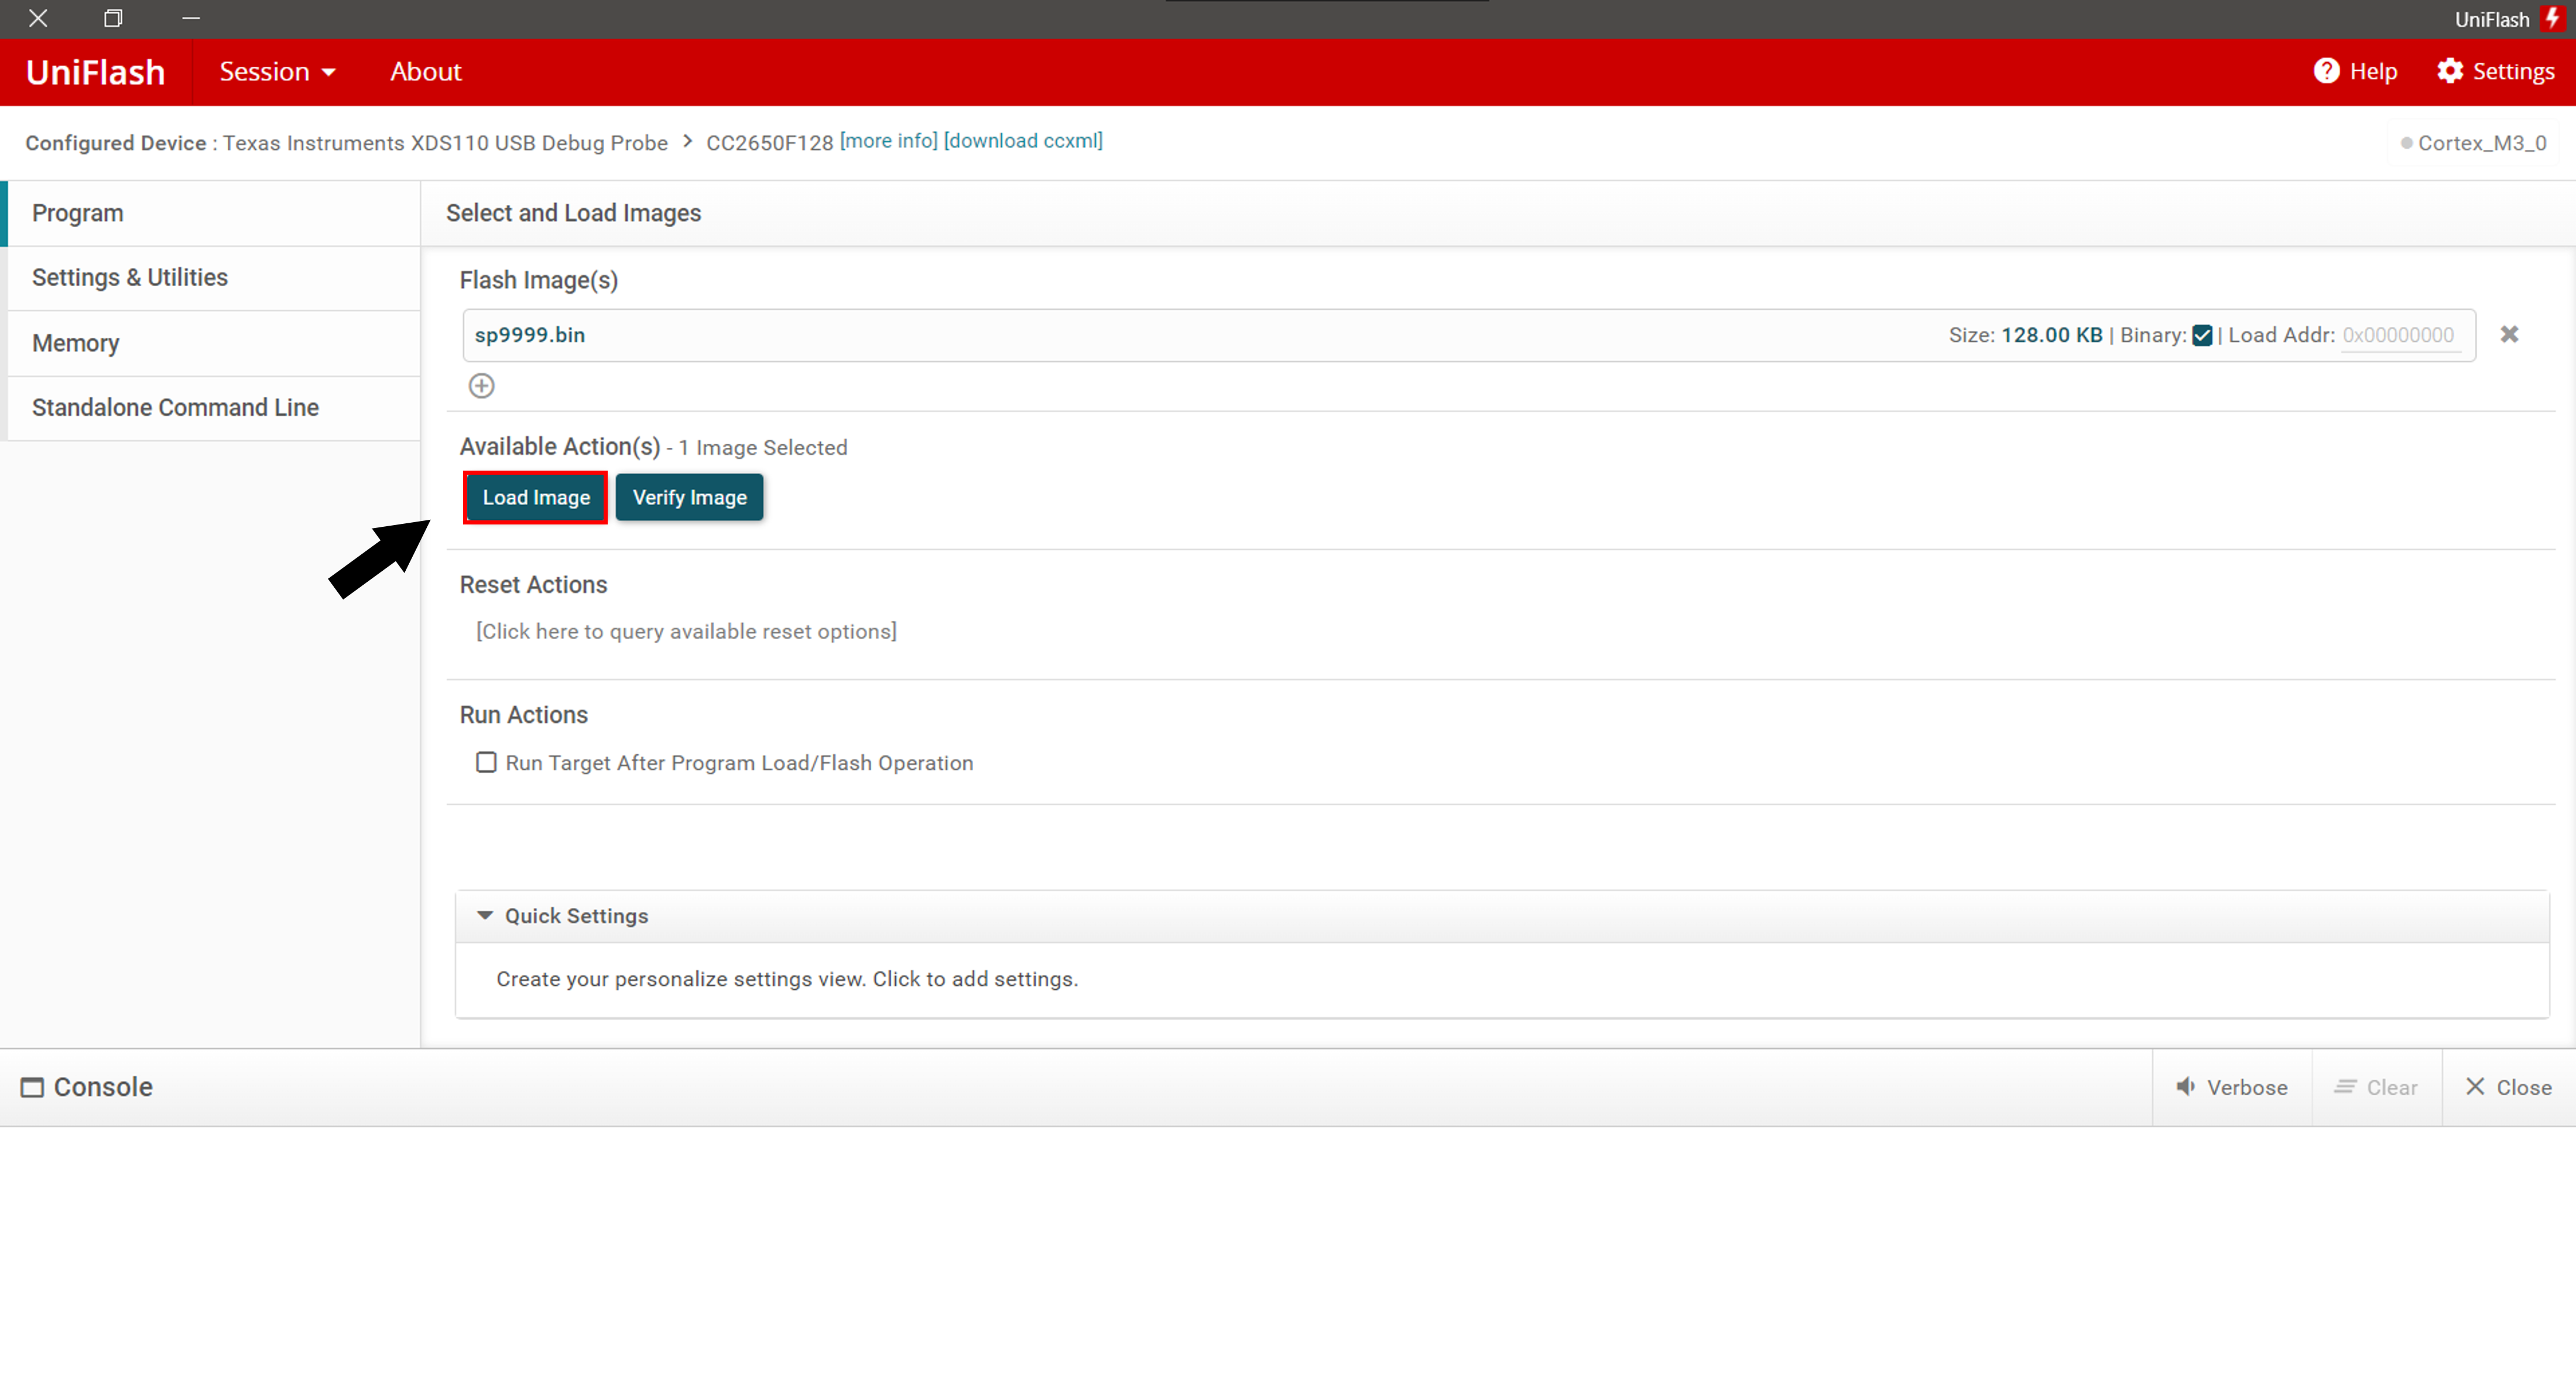 UniFlash
UniFlash Session About Help Settings
Configured Device : Texas Instruments XDS110 USB Debug Probe > CC2650F128 [more info] [download ccxml] Cortex_M3_0
Program
Settings & Utilities
Memory
Standalone Command Line
Select and Load Images
Flash Image(s)
sp9999.bin Size: 128.00 KB | Binary: | Load Addr: 0x00000000
Available Action(s) - 1 Image Selected
Load Image Verify Image
Reset Actions
[Click here to query available reset options]
Run Actions
Run Target After Program Load/Flash Operation
Quick Settings
Create your personalize settings view. Click to add settings.
Console Verbose Clear Close